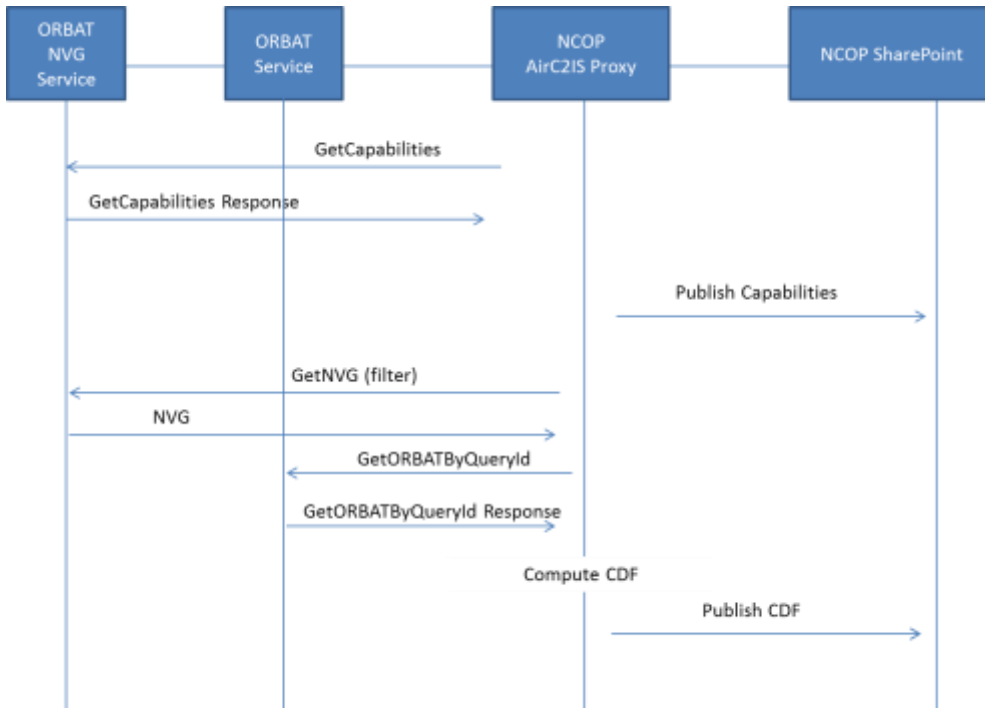 ORBAT
NVG
Service
ORBAT
Service
NCOP
AirC2IS Proxy
NCOP SharePoint
GetCapabilities
GetCapabilities Response
Publish Capabilities
GetNVG (filter)
NVG
GetORBATByQueryId
GetORBATByQueryId Response
Compute CDF
Publish CDF